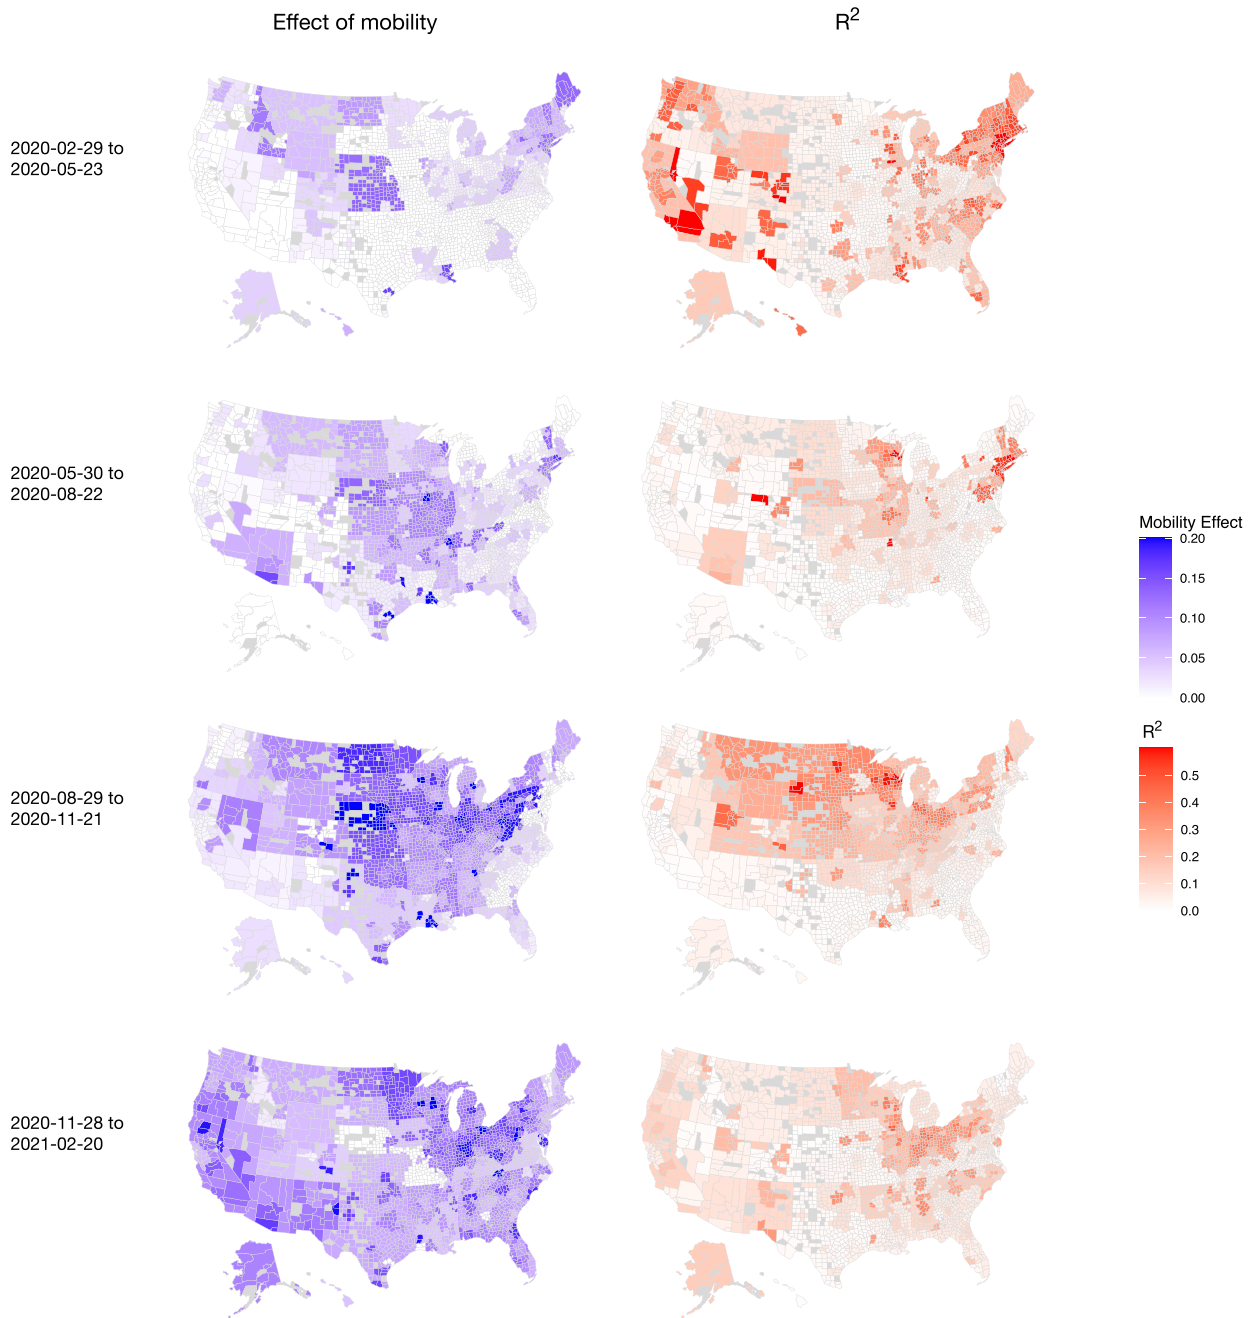 Effect of mobility
R²
2020-02-29 to
2020-05-23
2020-05-30 to
2020-08-22
Mobility Effect
0.20
0.15
0.10
0.05
0.00
R²
0.5
0.4
0.3
0.2
0.1
0.0
2020-08-29 to
2020-11-21
2020-11-28 to
2021-02-20